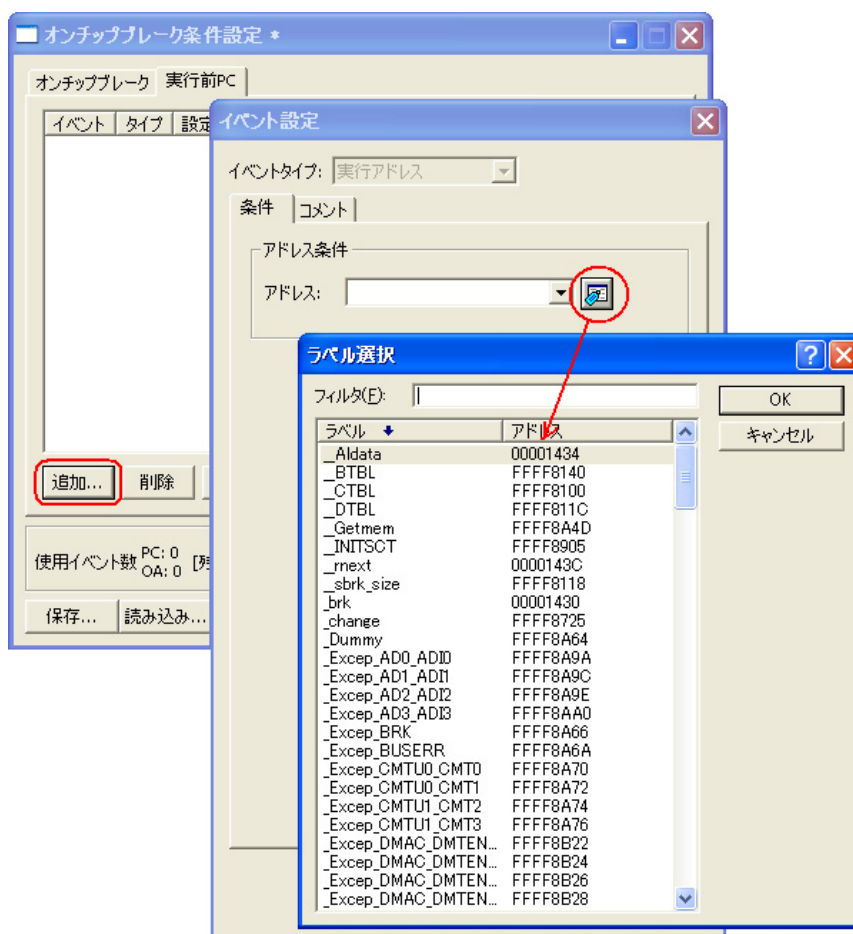 オンチップブレーク条件設定 *
オンチップブレーク 実行前PC
イベント タイプ 設定
追加... 削除
使用イベント数 PC: 0
OA: 0
保存... 読み込み...
イベント設定
イベントタイプ: 実行アドレス
条件 コメント
アドレス条件
アドレス:
ラベル選択
フィルタ(F):
OK
キャンセル
ラベル アドレス
__Aldata 00001434
__BTBL FFFF8140
__CTBL FFFF8100
__DTBL FFFF811C
__Getmem FFFF8A4D
__INITSCT FFFF8905
__rnext 0000143C
__sbrk_size FFFF8118
_brk 00001430
_change FFFF8725
_Dummy FFFF8A64
_Excep_AD0_ADI0 FFFF8A9A
_Excep_AD1_ADI1 FFFF8A9C
_Excep_AD2_ADI2 FFFF8A9E
_Excep_AD3_ADI3 FFFF8AA0
_Excep_BRK FFFF8A66
_Excep_BUSERR FFFF8A6A
_Excep_CMTU0_CMT0 FFFF8A70
_Excep_CMTU0_CMT1 FFFF8A72
_Excep_CMTU1_CMT2 FFFF8A74
_Excep_CMTU1_CMT3 FFFF8A76
_Excep_DMAC_DMTEN... FFFF8B22
_Excep_DMAC_DMTEN... FFFF8B24
_Excep_DMAC_DMTEN... FFFF8B26
_Excep_DMAC_DMTEN... FFFF8B28